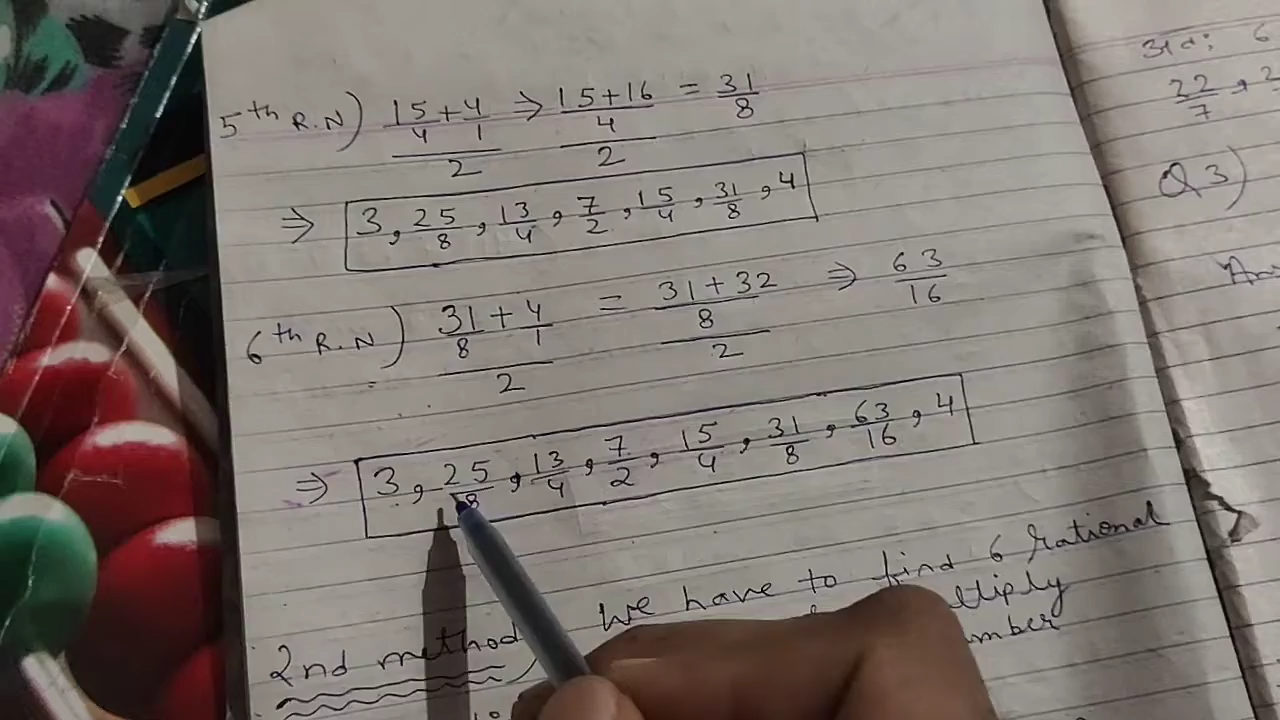 5th R.N) (15/4 + 4/1)/2 ⇒ ((15+16)/4)/2 = 31/8
⇒ 3, 25/8, 13/4, 7/2, 15/4, 31/8, 4
6th R.N) (31/8 + 4/1)/2 = ((31+32)/8)/2 ⇒ 63/16
⇒ 3, 25/8, 13/4, 7/2, 15/4, 31/8, 63/16, 4
2nd method We have to find 6 rational
22/7,
Q3)